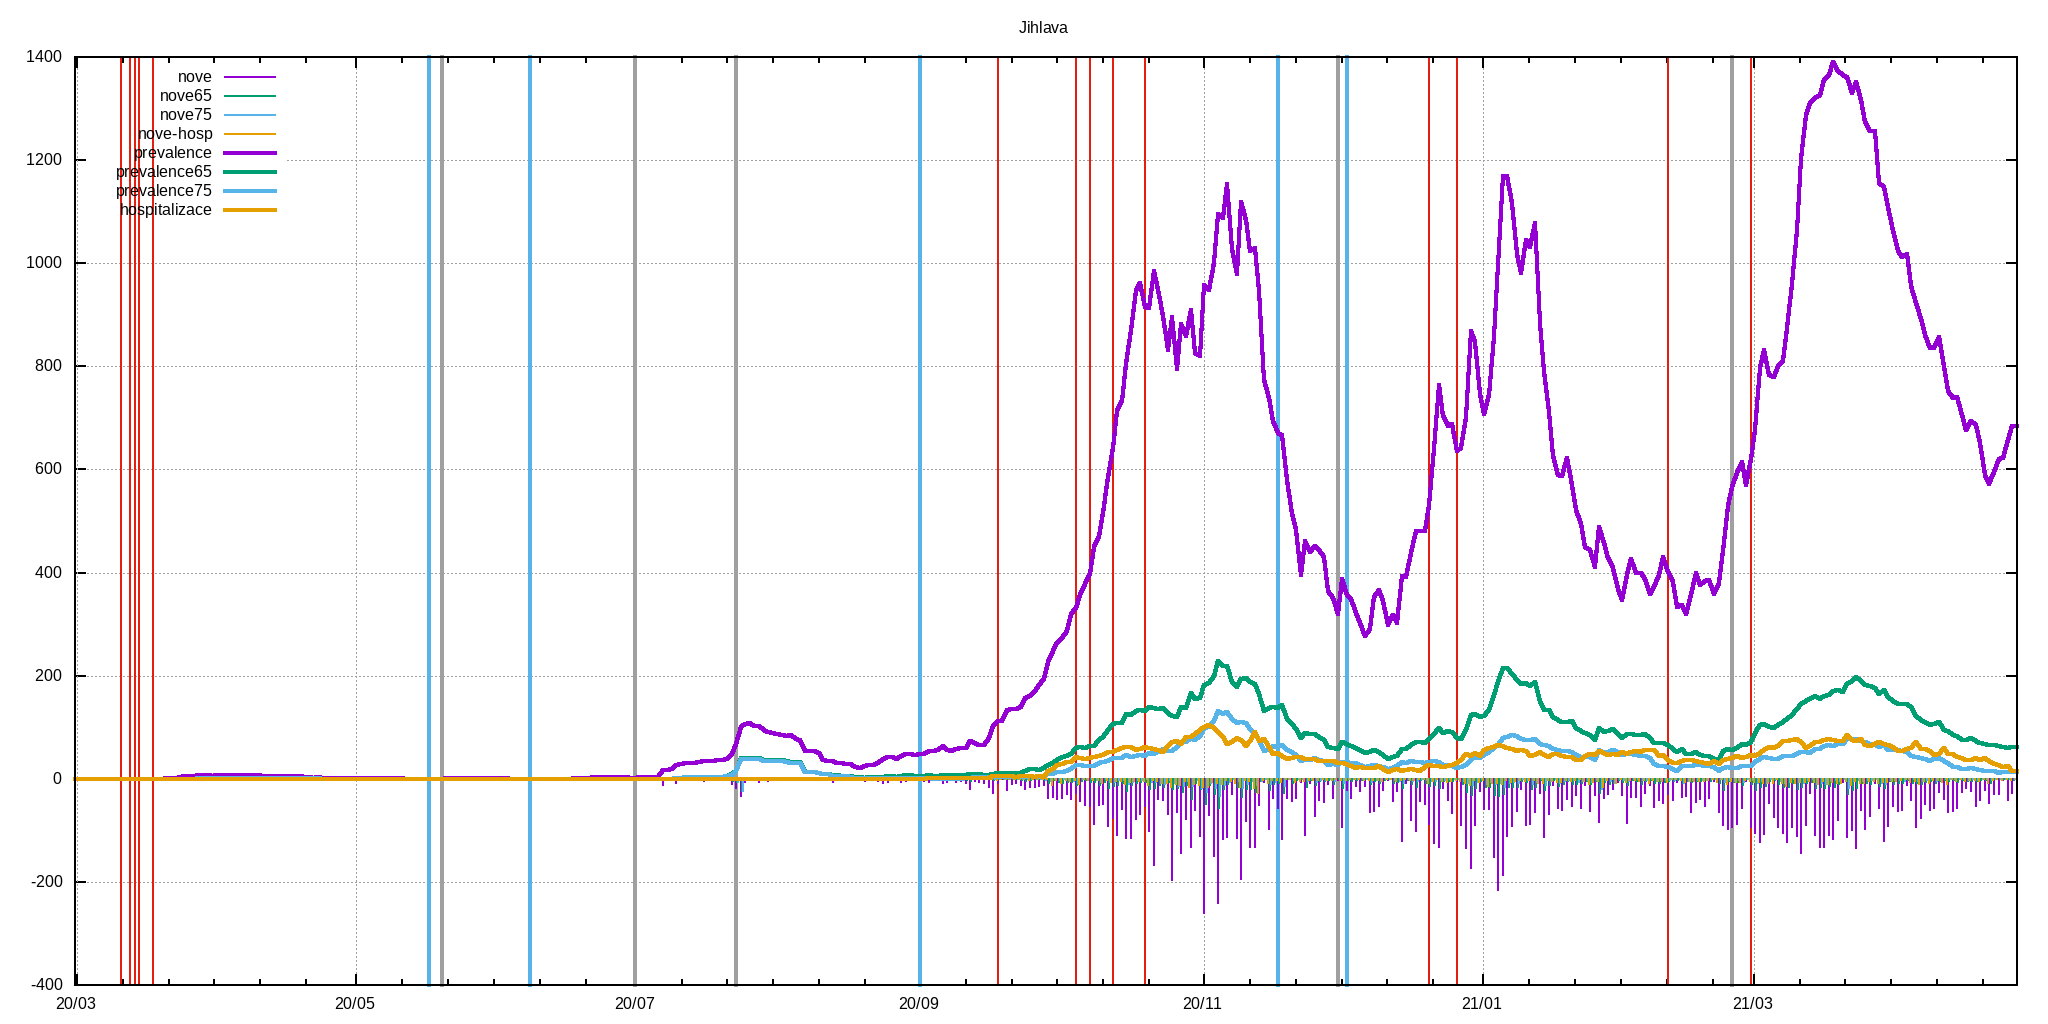 Jihlava
1400
1200
1000
800
600
400
200
0
-200
-400
nove
nove65
nove75
nove-hosp
prevalence
prevalence65
prevalence75
hospitalizace
20/03 20/05 20/07 20/09 20/11 21/01 21/03